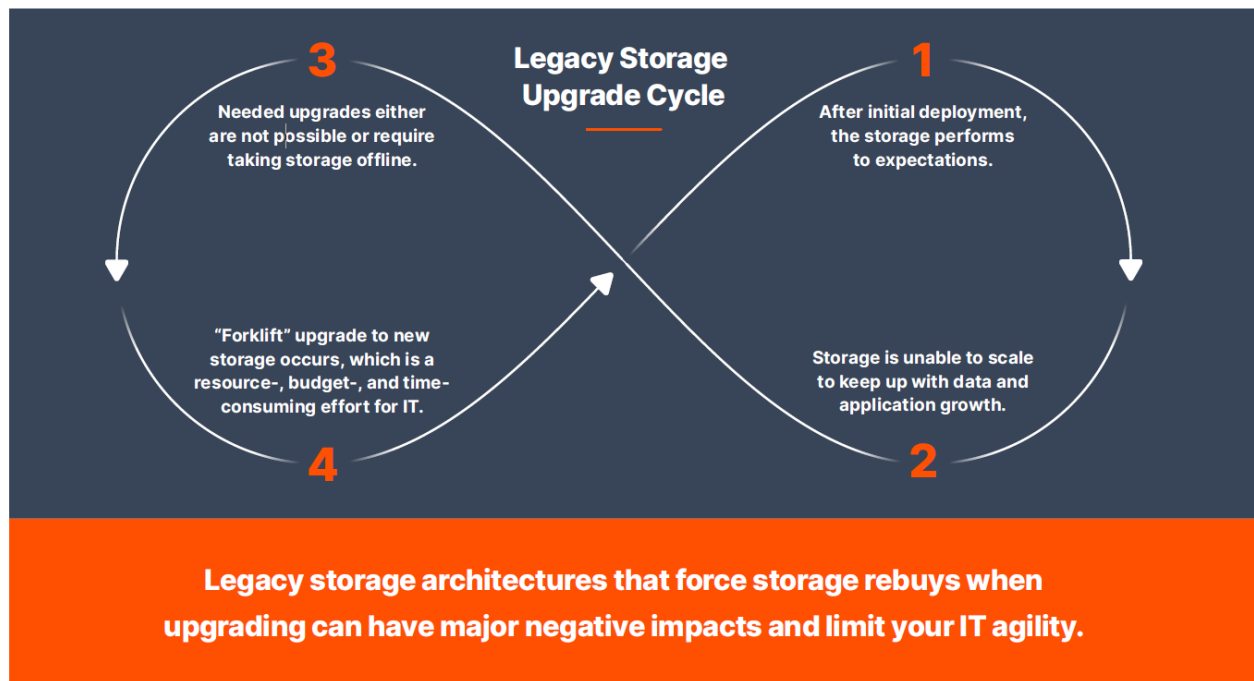 Legacy Storage
Upgrade Cycle
1
After initial deployment,
the storage performs
to expectations.
Storage is unable to scale
to keep up with data and
application growth.
2
3
Needed upgrades either
are not possible or require
taking storage offline.
“Forklift” upgrade to new
storage occurs, which is a
resource-, budget-, and time-
consuming effort for IT.
4
Legacy storage architectures that force storage rebuys when
upgrading can have major negative impacts and limit your IT agility.